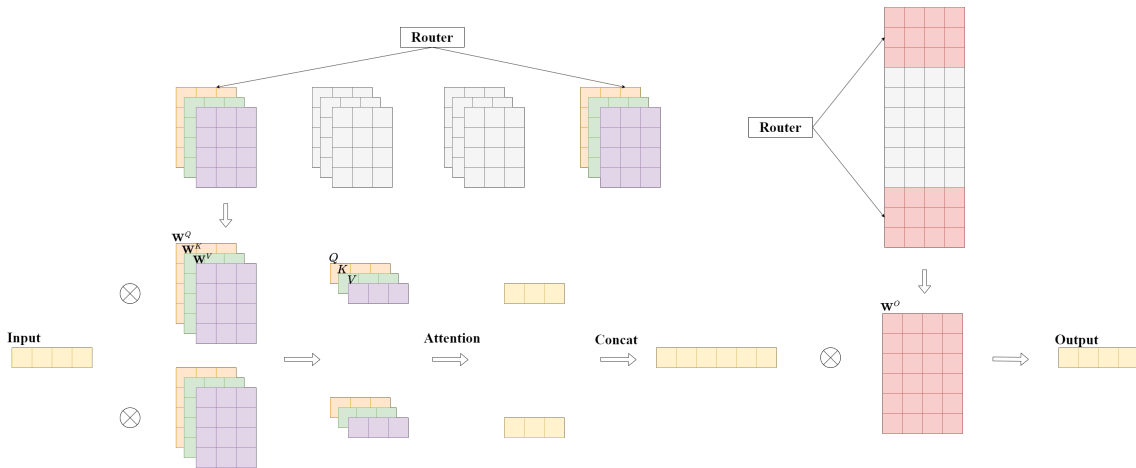 Router
Router
W^Q
W^K
W^V
Q
K
V
W^O
Input
Attention
Concat
Output